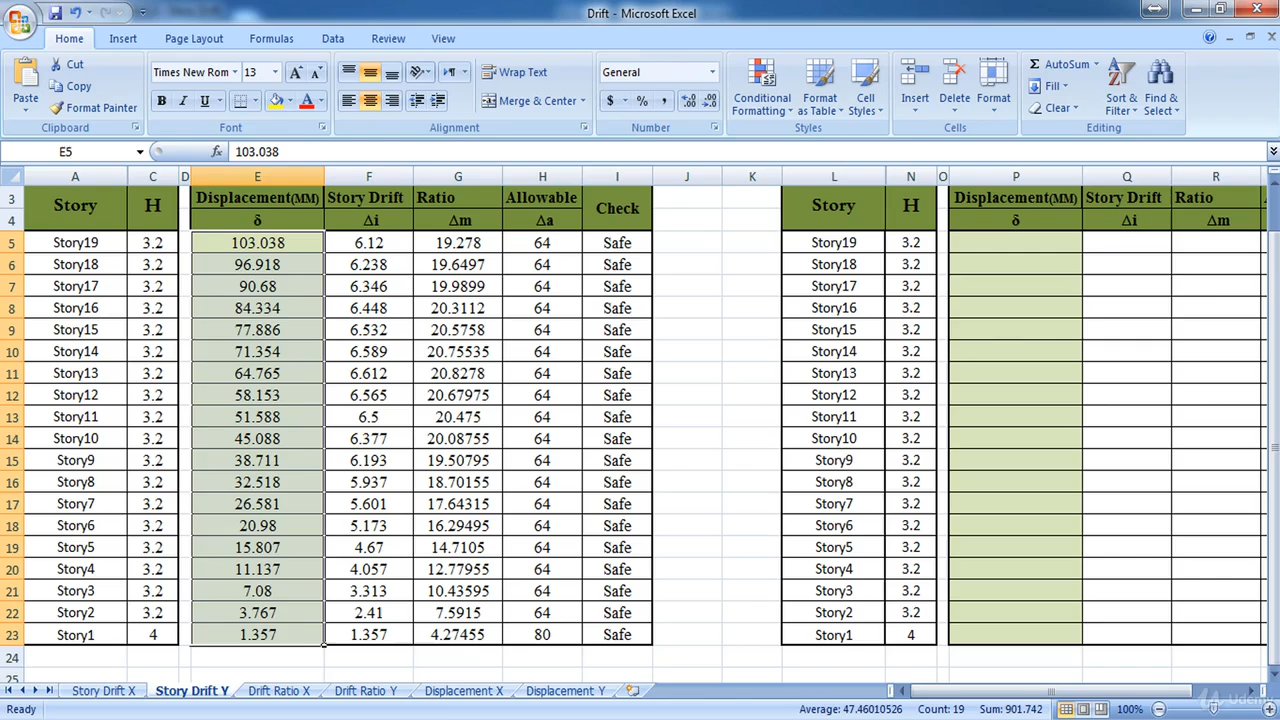 Drift - Microsoft Excel
Home Insert Page Layout Formulas Data Review View
Paste Cut Copy Format Painter Clipboard
Times New Rom 13 B I U A Font
Wrap Text Merge & Center Alignment
General $ % , Number
Conditional Formatting Format as Table Cell Styles Styles
Insert Delete Format Cells
Σ AutoSum Fill Clear Sort & Filter Find & Select Editing
E5 fx 103.038
A C D E F G H I J K L N O P Q R
3 Story H Displacement(MM) Story Drift Ratio Allowable Check Story H Displacement(MM) Story Drift Ratio
4 δ Δi Δm Δa δ Δi Δm
5 Story19 3.2 103.038 6.12 19.278 64 Safe Story19 3.2
6 Story18 3.2 96.918 6.238 19.6497 64 Safe Story18 3.2
7 Story17 3.2 90.68 6.346 19.9899 64 Safe Story17 3.2
8 Story16 3.2 84.334 6.448 20.3112 64 Safe Story16 3.2
9 Story15 3.2 77.886 6.532 20.5758 64 Safe Story15 3.2
10 Story14 3.2 71.354 6.589 20.75535 64 Safe Story14 3.2
11 Story13 3.2 64.765 6.612 20.8278 64 Safe Story13 3.2
12 Story12 3.2 58.153 6.565 20.67975 64 Safe Story12 3.2
13 Story11 3.2 51.588 6.5 20.475 64 Safe Story11 3.2
14 Story10 3.2 45.088 6.377 20.08755 64 Safe Story10 3.2
15 Story9 3.2 38.711 6.193 19.50795 64 Safe Story9 3.2
16 Story8 3.2 32.518 5.937 18.70155 64 Safe Story8 3.2
17 Story7 3.2 26.581 5.601 17.64315 64 Safe Story7 3.2
18 Story6 3.2 20.98 5.173 16.29495 64 Safe Story6 3.2
19 Story5 3.2 15.807 4.67 14.7105 64 Safe Story5 3.2
20 Story4 3.2 11.137 4.057 12.77955 64 Safe Story4 3.2
21 Story3 3.2 7.08 3.313 10.43595 64 Safe Story3 3.2
22 Story2 3.2 3.767 2.41 7.5915 64 Safe Story2 3.2
23 Story1 4 1.357 1.357 4.27455 80 Safe Story1 4
24
25
Story Drift X Story Drift Y Drift Ratio X Drift Ratio Y Displacement X Displacement Y
Ready Average: 47.46010526 Count: 19 Sum: 901.742 100% Udemy